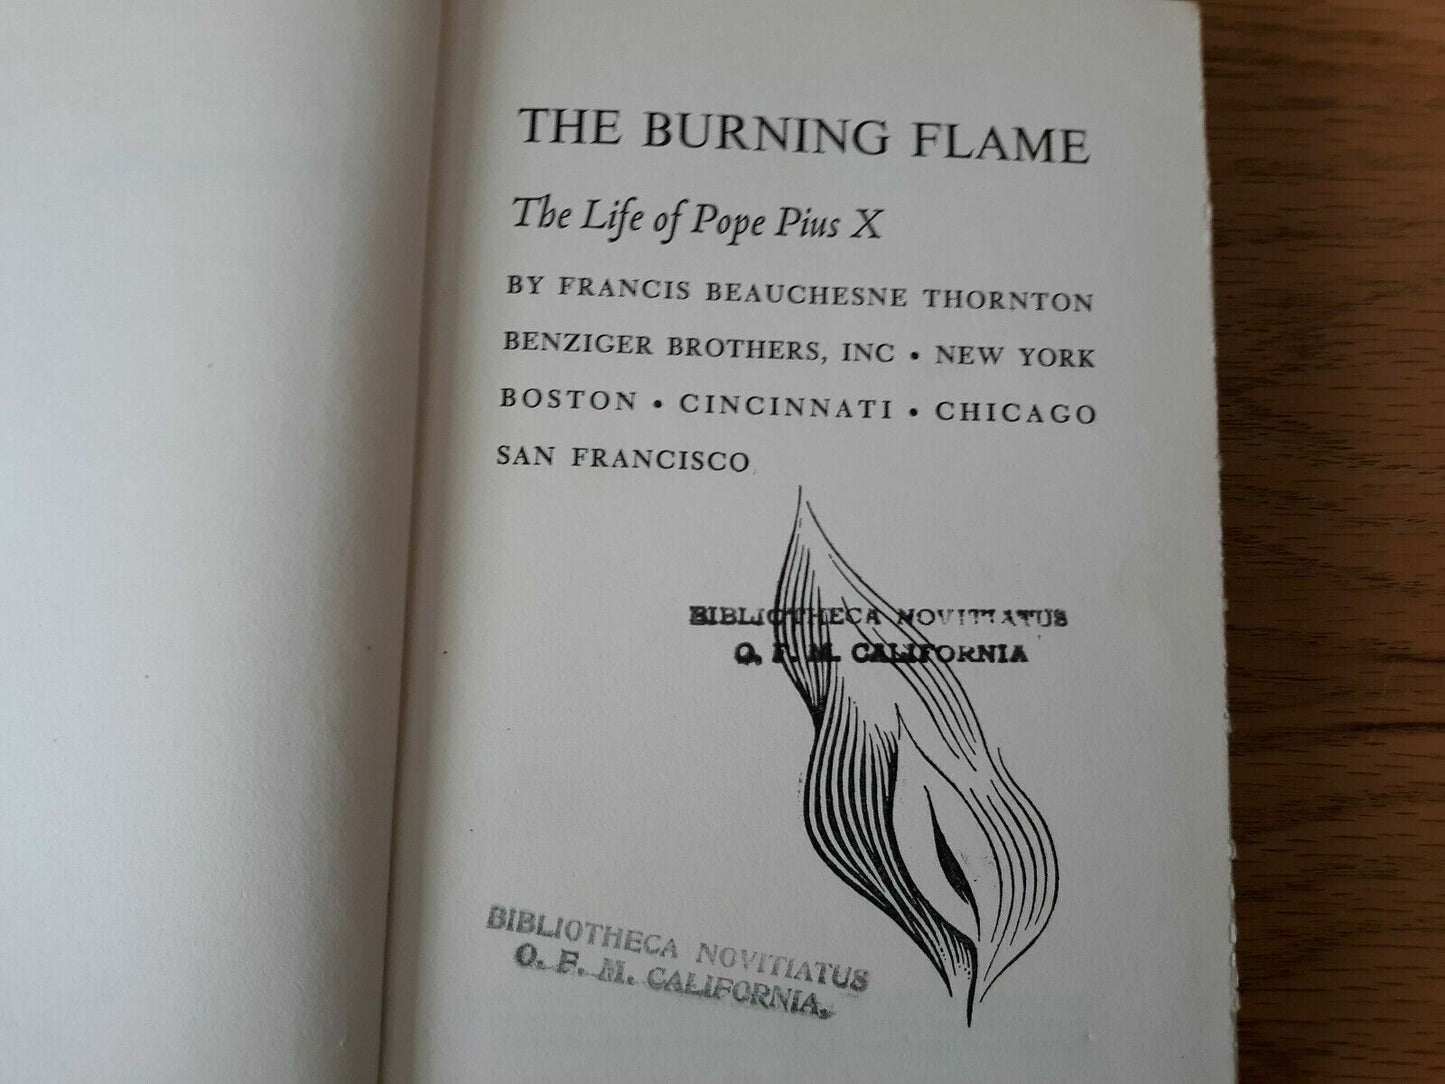 THE BURNING FLAME
The Life of Pope Pius X
BY FRANCIS BEAUCHESNE THORNTON
BENZIGER BROTHERS, INC • NEW YORK
BOSTON • CINCINNATI • CHICAGO
SAN FRANCISCO
BIBLIOTHECA NOVITIATUS
O. F. M. CALIFORNIA
BIBLIOTHECA NOVITIATUS
O. F. M. CALIFORNIA.